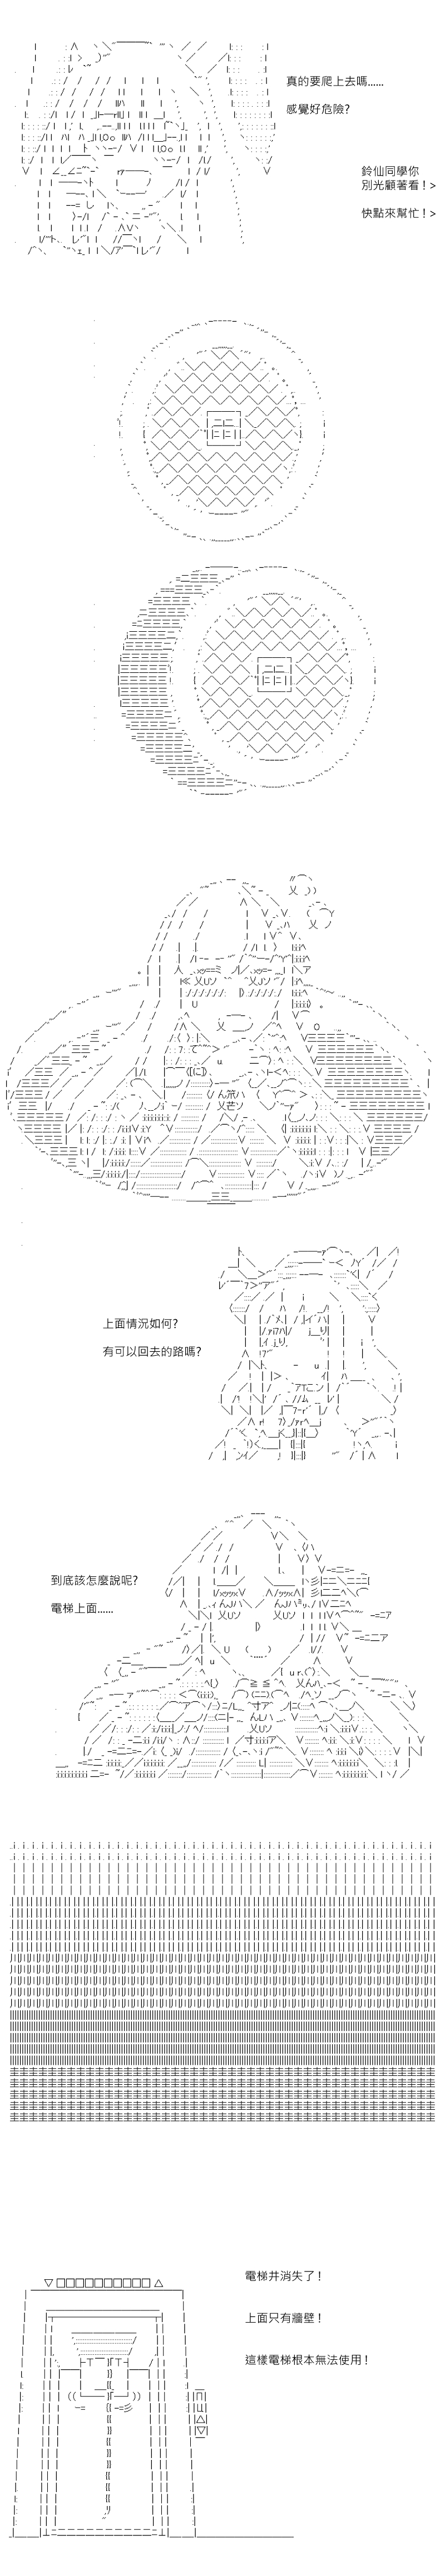 真的要爬上去嗎……
感覺好危險?
鈴仙同學你
別光顧著看！>
快點來幫忙！>
上面情況如何?
有可以回去的路嗎?
到底該怎麼說呢?
電梯上面……
電梯井消失了！
上面只有牆壁！
這樣電梯根本無法使用！